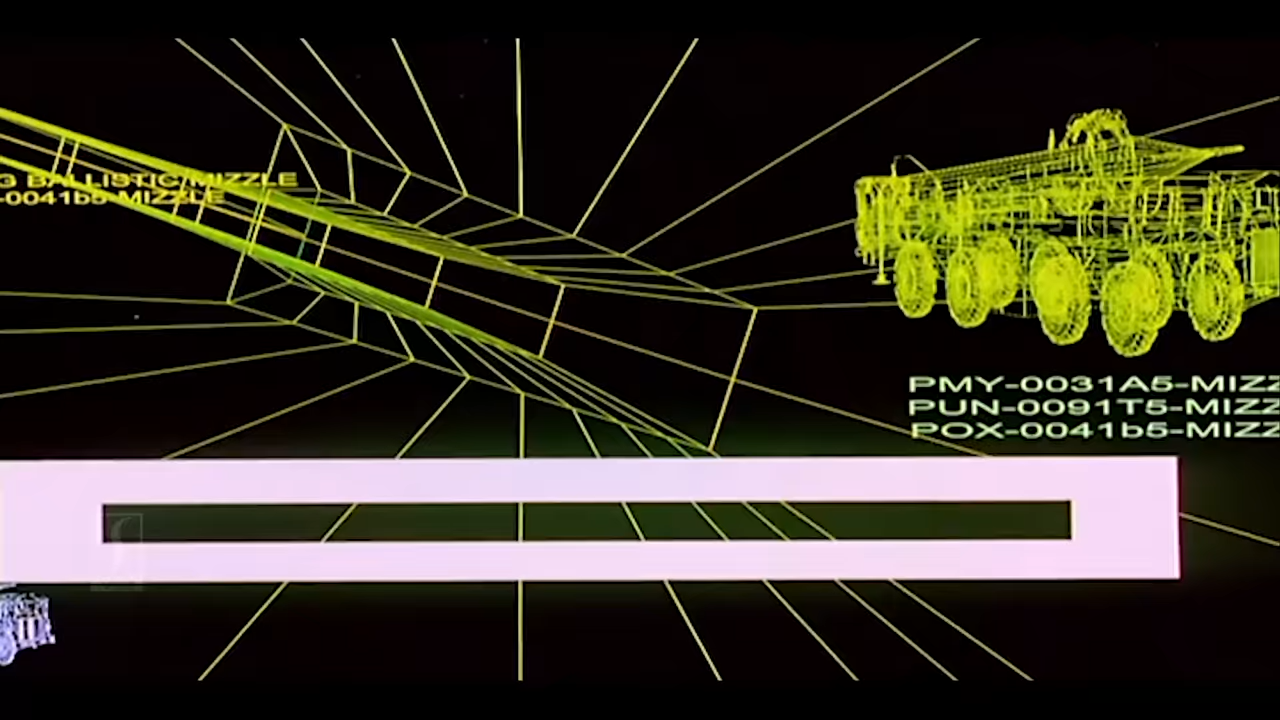 G BALLISTIC MIZZLE
-0041b5-MIZZLE
PMY-0031A5-MIZZ
PUN-0091T5-MIZZ
POX-0041b5-MIZZ